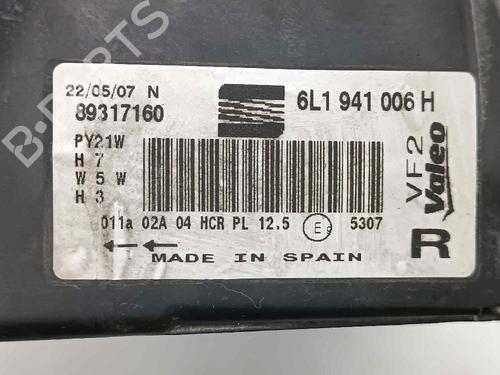 22/05/07 N
89317160
6L1 941 006 H
PY21W
H 7
W 5 W
H 3
VF2
Valeo
011a 02A 04 HCR PL 12.5
5307
R
MADE IN SPAIN
B-PARTS